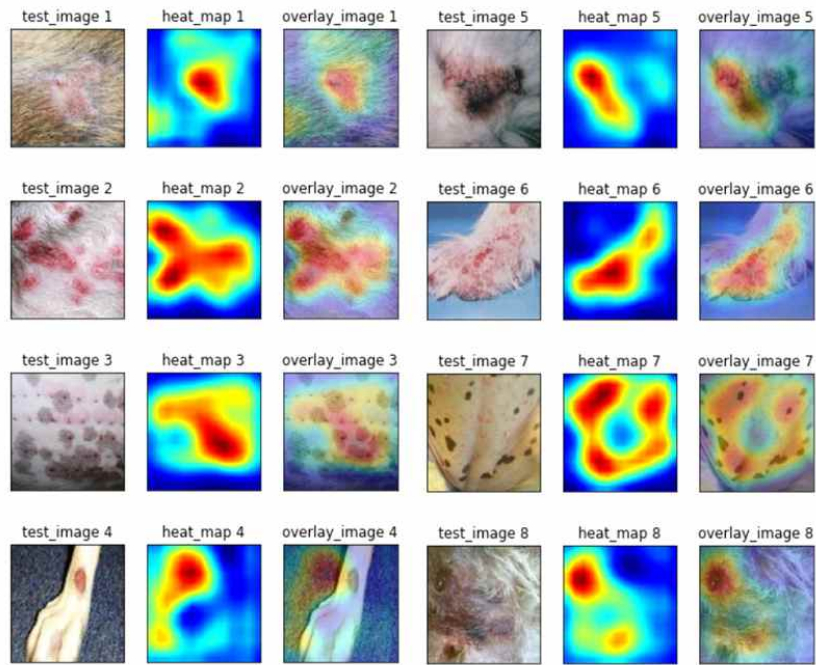 test_image 1 heat_map 1 overlay_image 1 test_image 5 heat_map 5 overlay_image 5
test_image 2 heat_map 2 overlay_image 2 test_image 6 heat_map 6 overlay_image 6
test_image 3 heat_map 3 overlay_image 3 test_image 7 heat_map 7 overlay_image 7
test_image 4 heat_map 4 overlay_image 4 test_image 8 heat_map 8 overlay_image 8